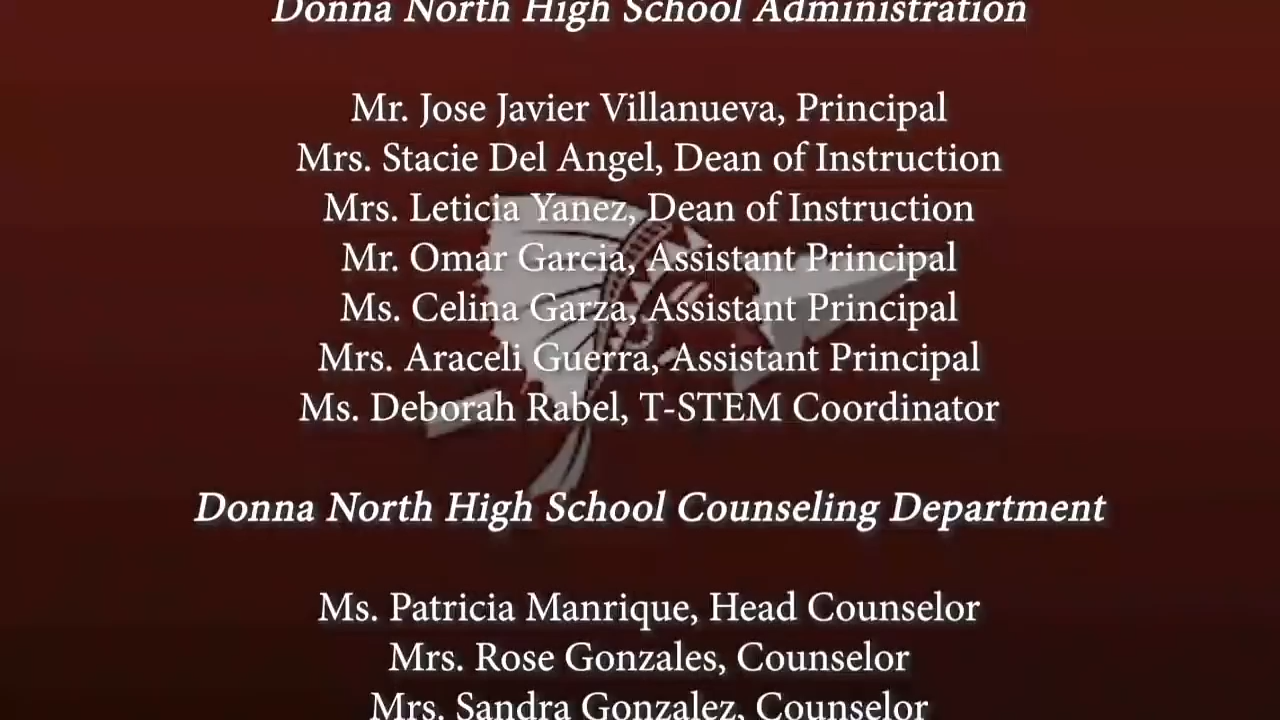 Donna North High School Administration
Mr. Jose Javier Villanueva, Principal
Mrs. Stacie Del Angel, Dean of Instruction
Mrs. Leticia Yanez, Dean of Instruction
Mr. Omar Garcia, Assistant Principal
Ms. Celina Garza, Assistant Principal
Mrs. Araceli Guerra, Assistant Principal
Ms. Deborah Rabel, T-STEM Coordinator
Donna North High School Counseling Department
Ms. Patricia Manrique, Head Counselor
Mrs. Rose Gonzales, Counselor
Mrs. Sandra Gonzalez, Counselor